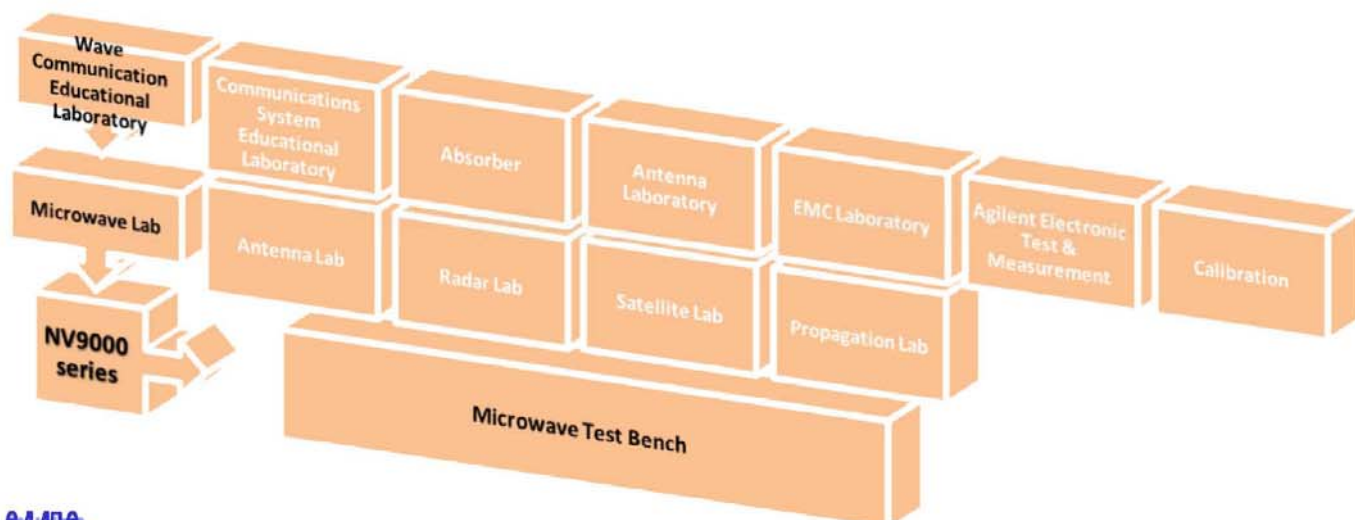 Wave
Communication
Educational
Laboratory
Communications
System
Educational
Laboratory
Absorber
Antenna
Laboratory
EMC Laboratory
Agilent Electronic
Test &
Measurement
Calibration
Microwave Lab
Antenna Lab
Radar Lab
Satellite Lab
Propagation Lab
NV9000
series
Microwave Test Bench